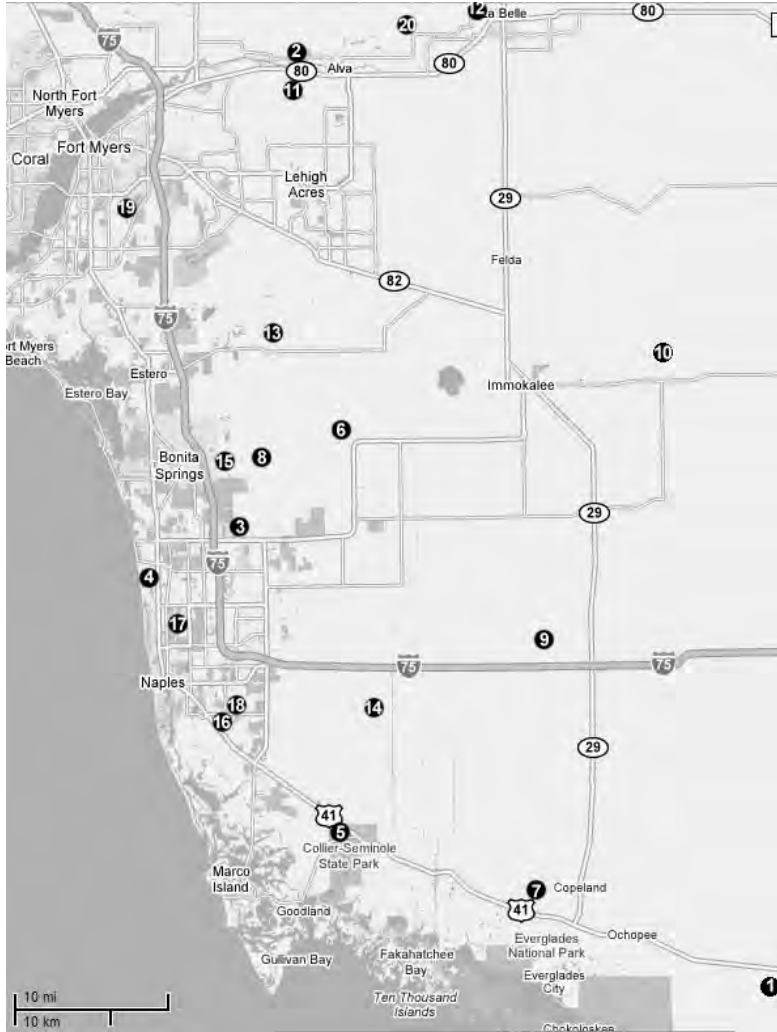 20
12
La Belle
80
75
2
80
Alva
80
11
North Fort
Myers
Coral
Fort Myers
Lehigh
Acres
29
19
Felda
82
75
13
10
Myers
Beach
Estero
Immokalee
Estero Bay
6
Bonita
Springs
15
8
29
3
75
4
17
9
75
75
Naples
18
14
16
29
41
5
Collier-Seminole
State Park
Marco
Island
7
Copeland
Goodland
41
Ochopee
Everglades
National Park
Gullivan Bay
Fakahatchee
Bay
Everglades
City
1
10 mi
Ten Thousand
Islands
10 km
Chokoloskee